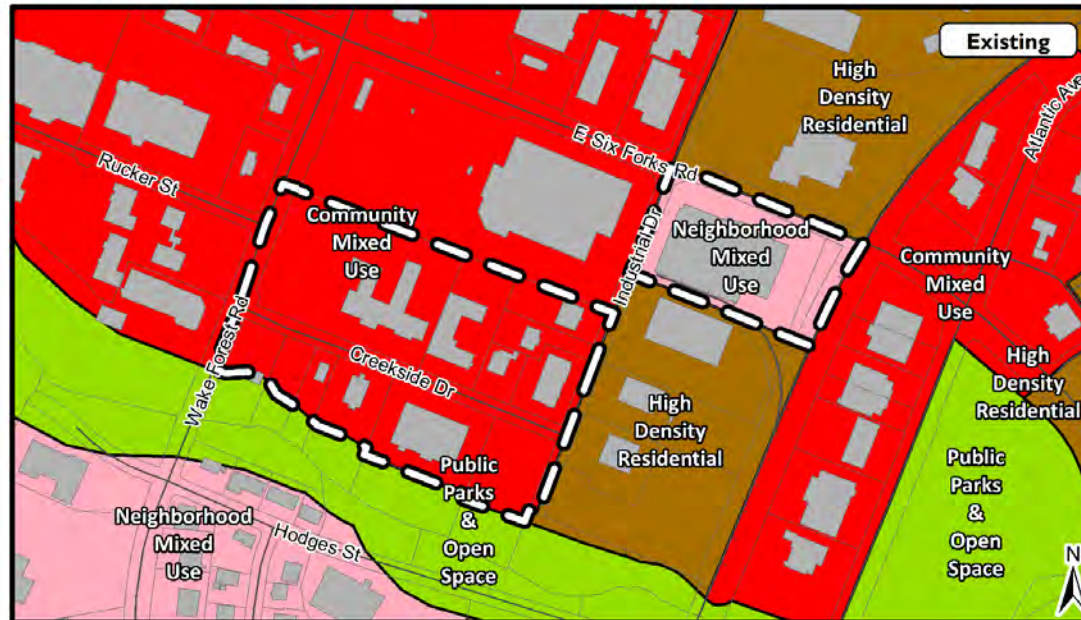 Existing
High
Density
Residential
Atlantic Ave
E Six Forks Rd
Rucker St
Community
Mixed
Use
Industrial Dr
Neighborhood
Mixed
Use
Community
Mixed
Use
Wake Forest Rd
Creekside Dr
High
Density
Residential
High
Density
Residential
Public
Parks
&
Open
Space
Public
Parks
&
Open
Space
Neighborhood
Mixed
Use
Hodges St
N